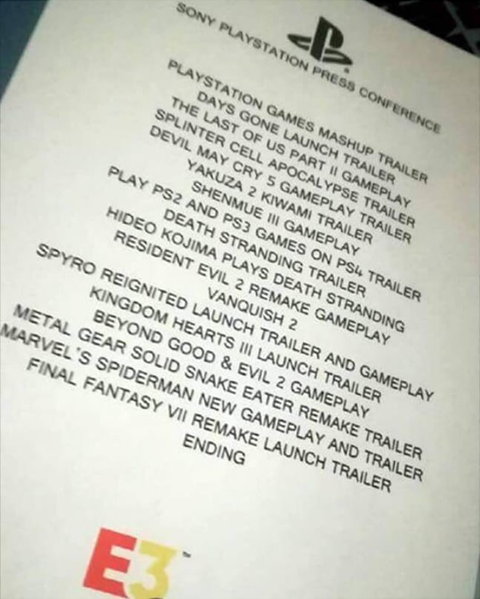 SONY PLAYSTATION PRESS CONFERENCE
PLAYSTATION GAMES MASHUP TRAILER
DAYS GONE LAUNCH TRAILER
THE LAST OF US PART II GAMEPLAY
SPLINTER CELL APOCALYPSE TRAILER
DEVIL MAY CRY 5 GAMEPLAY TRAILER
YAKUZA 2 KIWAMI TRAILER
SHENMUE III GAMEPLAY
PLAY PS2 AND PS3 GAMES ON PS4 TRAILER
DEATH STRANDING TRAILER
HIDEO KOJIMA PLAYS DEATH STRANDING
RESIDENT EVIL 2 REMAKE GAMEPLAY
VANQUISH 2
SPYRO REIGNITED LAUNCH TRAILER AND GAMEPLAY
KINGDOM HEARTS III LAUNCH TRAILER
BEYOND GOOD & EVIL 2 GAMEPLAY
METAL GEAR SOLID SNAKE EATER REMAKE TRAILER
MARVEL'S SPIDERMAN NEW GAMEPLAY AND TRAILER
FINAL FANTASY VII REMAKE LAUNCH TRAILER
ENDING
E3™